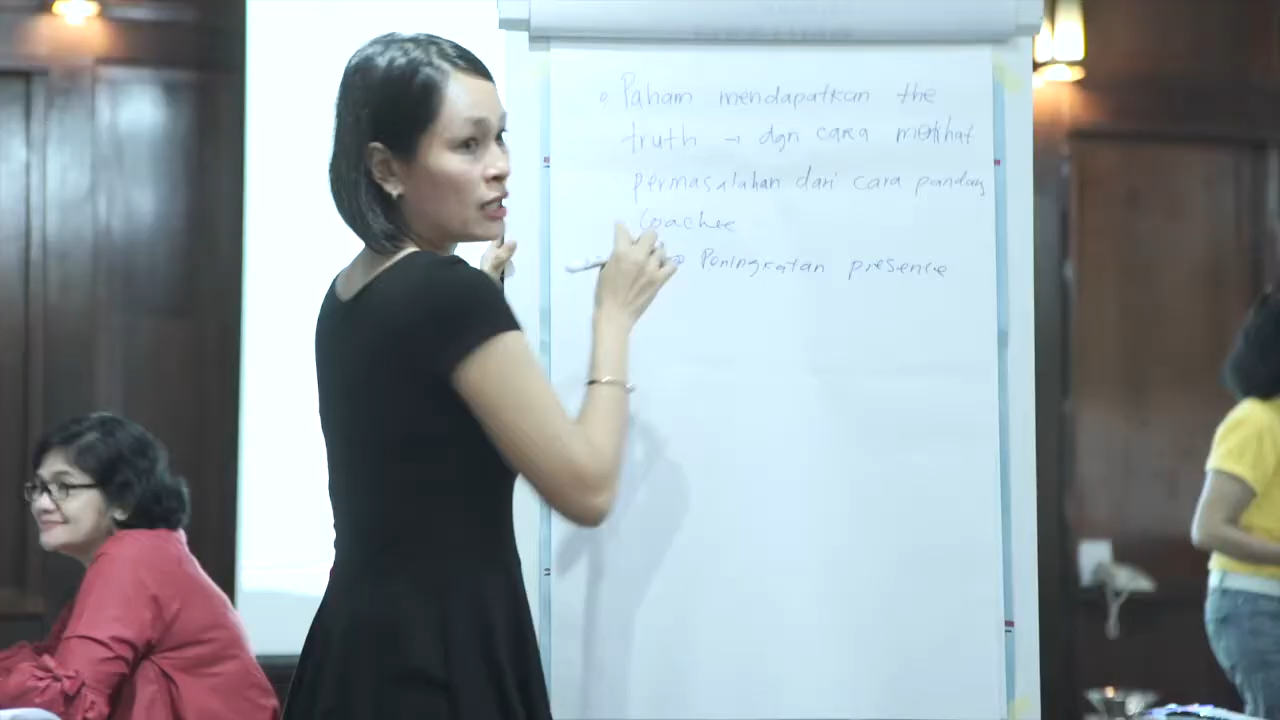 Paham mendapatkan the
truth → dgn cara melihat
permasalahan dari cara pandang
Coachee
Peningkatan presence